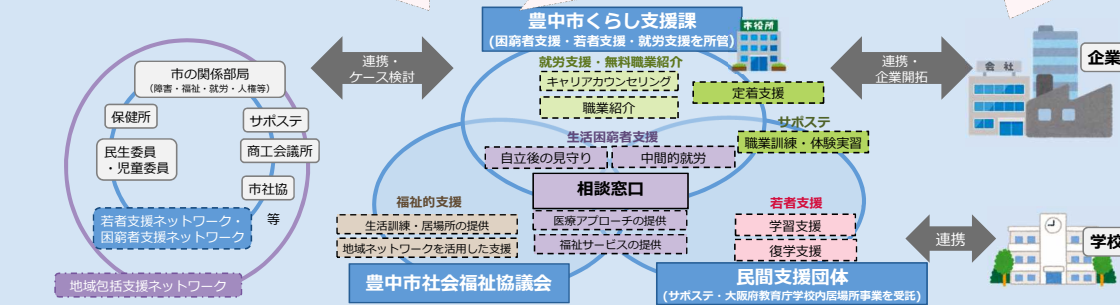 豊中市くらし支援課
(困窮者支援・若者支援・就労支援を所管)
市役所
連携・
ケース検討
連携・
企業開拓
会社
企業
市の関係部局
(障害・福祉・就労・人権等)
保健所
サポステ
民生委員
・児童委員
商工会議所
市社協
等
若者支援ネットワーク・
困窮者支援ネットワーク
地域包括支援ネットワーク
就労支援・無料職業紹介
キャリアカウンセリング
職業紹介
定着支援
サポステ
職業訓練・体験実習
生活困窮者支援
自立後の見守り
中間的就労
相談窓口
医療アプローチの提供
福祉サービスの提供
福祉的支援
生活訓練・居場所の提供
地域ネットワークを活用した支援
若者支援
学習支援
復学支援
豊中市社会福祉協議会
民間支援団体
(サポステ・大阪府教育庁学校内居場所事業を受託)
連携
学校